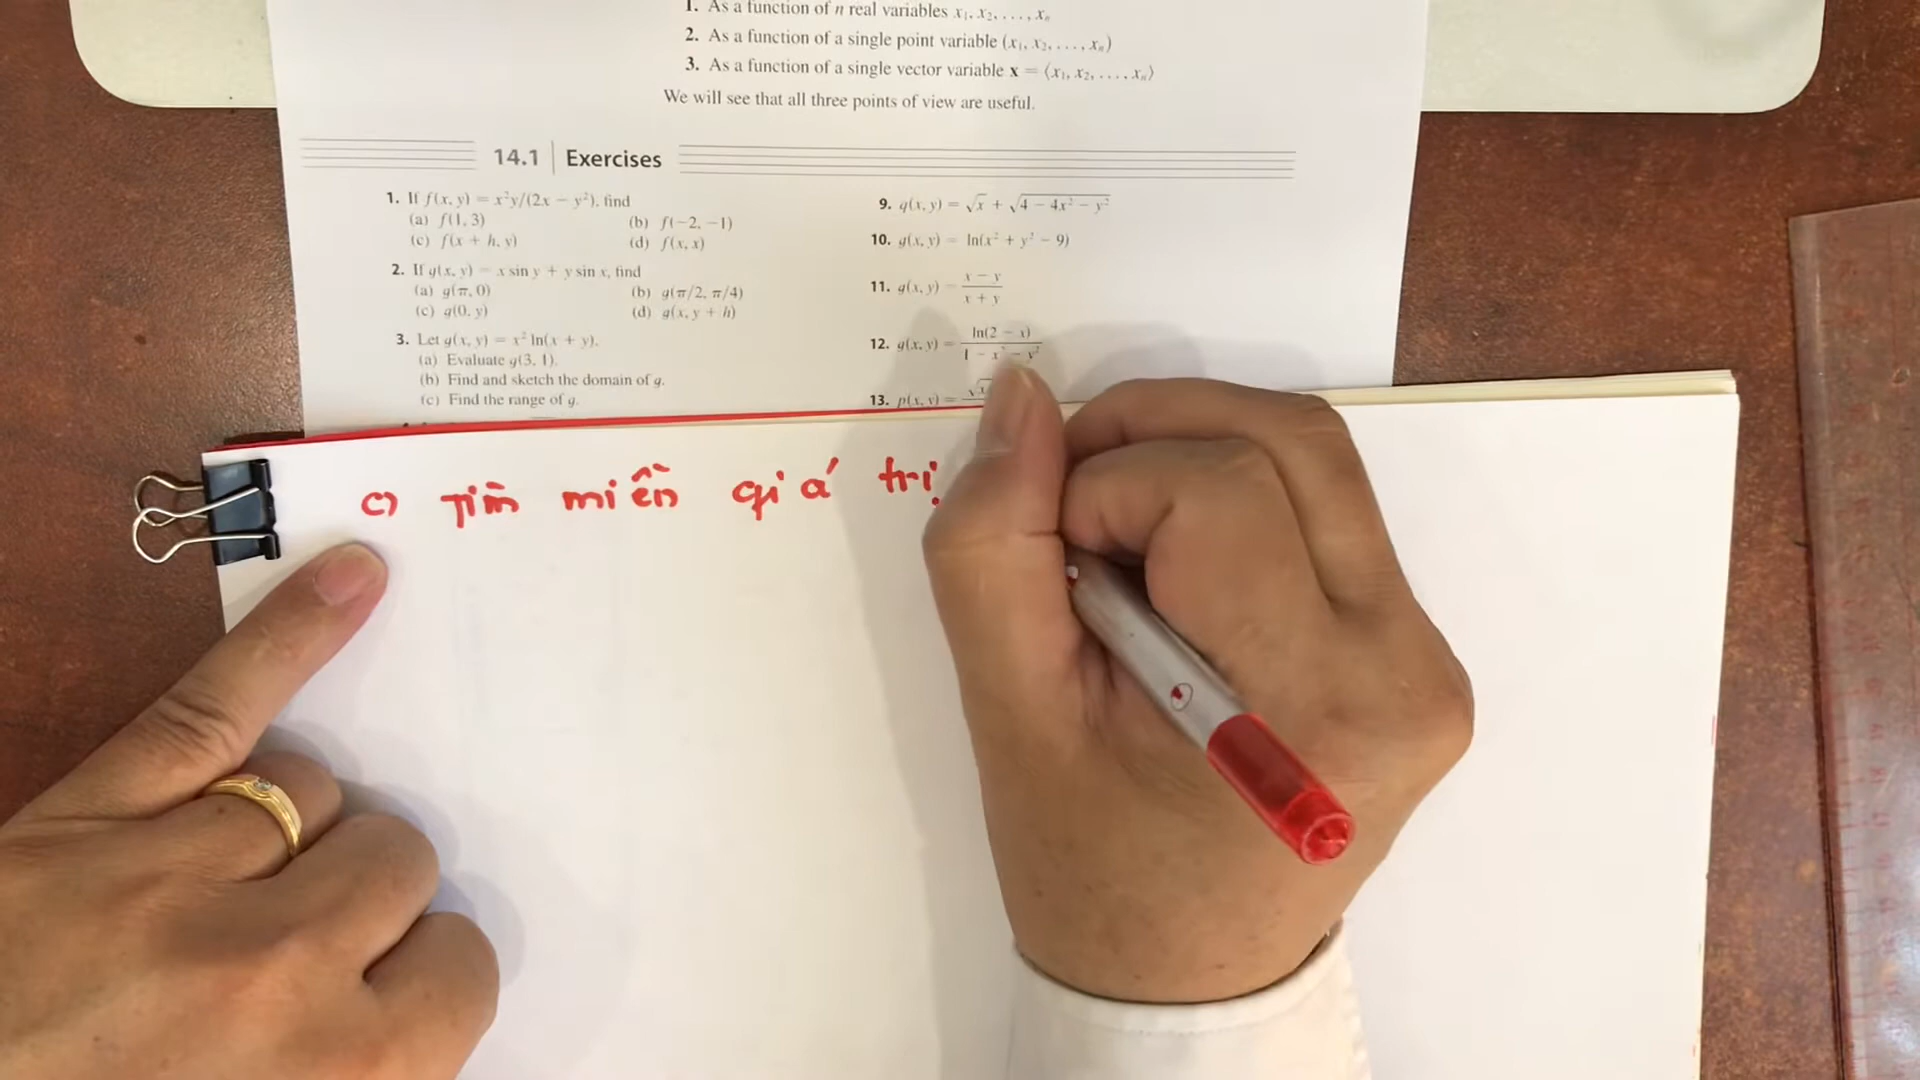 1. As a function of n real variables x₁, x₂, . . . , xₙ
2. As a function of a single point variable (x₁, x₂, . . . , xₙ)
3. As a function of a single vector variable x = ⟨x₁, x₂, . . . , xₙ⟩
We will see that all three points of view are useful.
14.1 Exercises
1. If f(x, y) = x²y/(2x − y²), find
(a) f(1, 3) (b) f(−2, −1)
(c) f(x + h, y) (d) f(x, x)
2. If g(x, y) = x sin y + y sin x, find
(a) g(π, 0) (b) g(π/2, π/4)
(c) g(0, y) (d) g(x, y + h)
3. Let g(x, y) = x² ln(x + y).
(a) Evaluate g(3, 1).
(b) Find and sketch the domain of g.
(c) Find the range of g.
9. g(x, y) = √x + √(4 − 4x² − y²)
10. g(x, y) = ln(x² + y² − 9)
11. g(x, y) = (x − y)/(x + y)
12. g(x, y) = ln(2 − x)/(1 − x² − y²)
13. p(x, y) =
c) Tìm miền giá trị